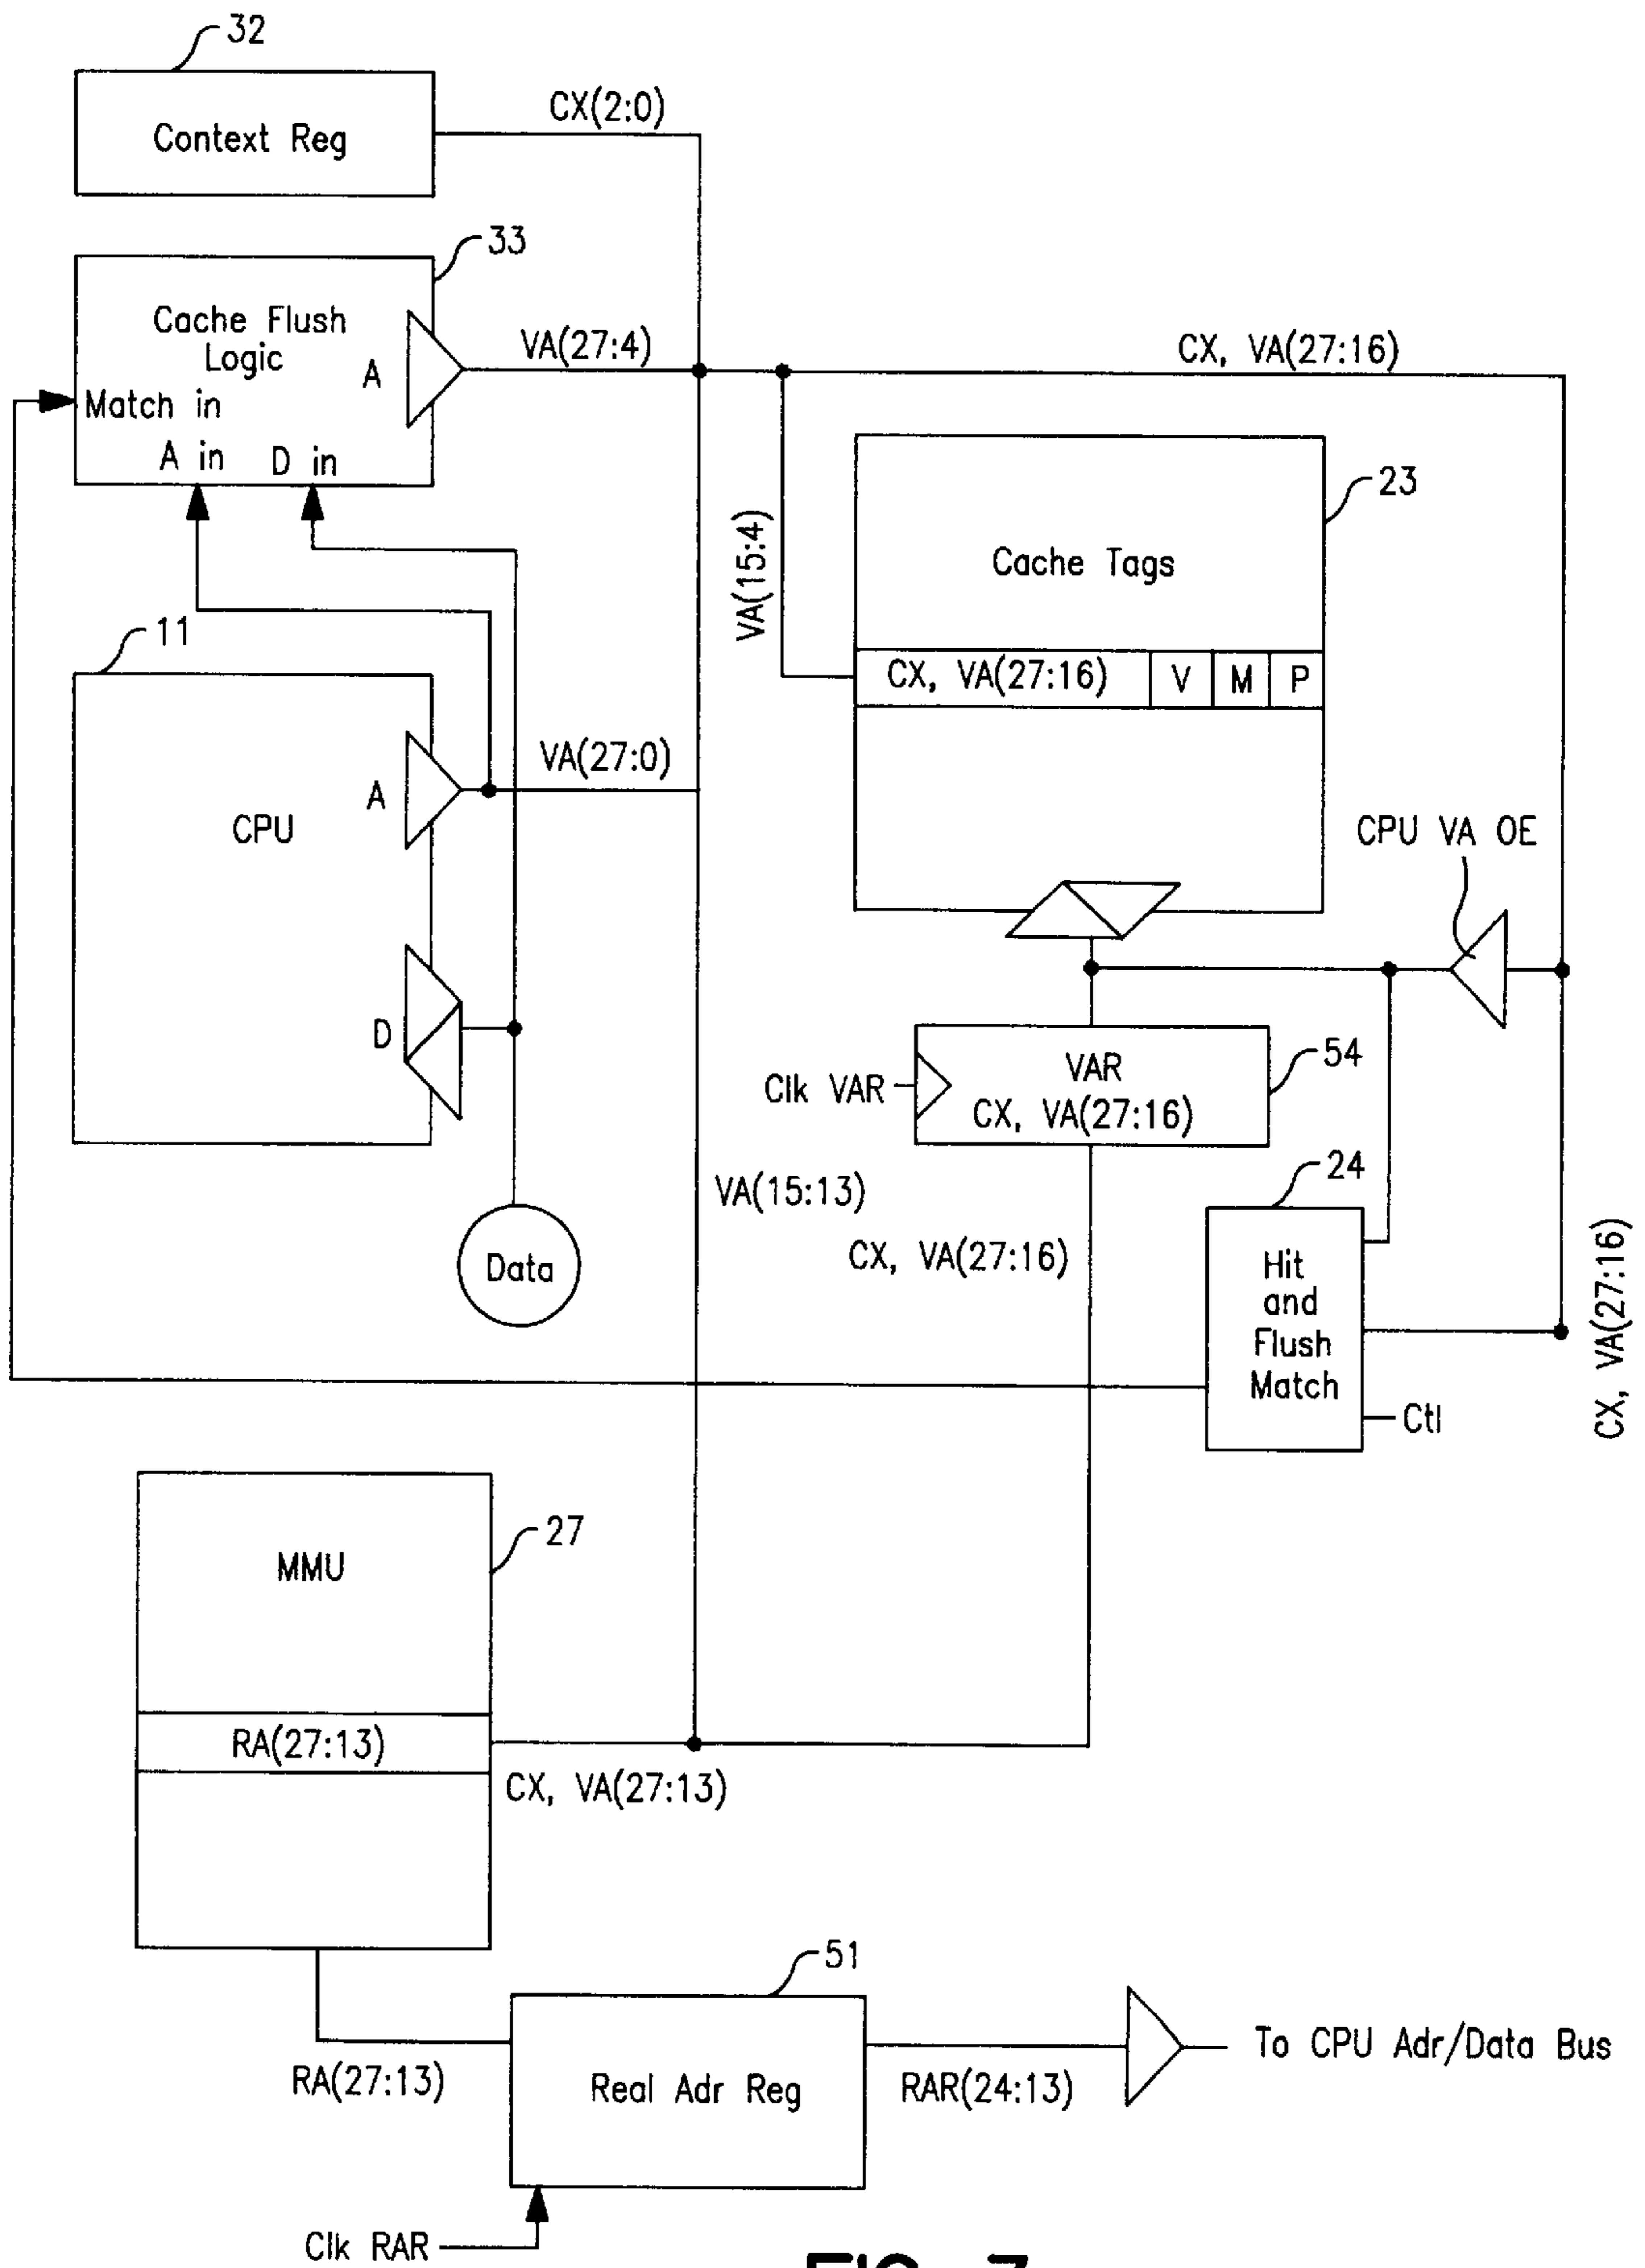 32
Context Reg
CX(2:0)
33
Cache Flush
Logic
A
Match in
A in
D in
VA(27:4)
CX, VA(27:16)
23
VA(15:4)
Cache Tags
CX, VA(27:16)
V
M
P
11
CPU
A
VA(27:0)
D
CPU VA OE
Clk VAR
VAR
CX, VA(27:16)
54
Data
VA(15:13)
CX, VA(27:16)
24
Hit
and
Flush
Match
Ctl
CX, VA(27:16)
MMU
27
RA(27:13)
CX, VA(27:13)
51
RA(27:13)
Real Adr Reg
RAR(24:13)
To CPU Adr/Data Bus
Clk RAR